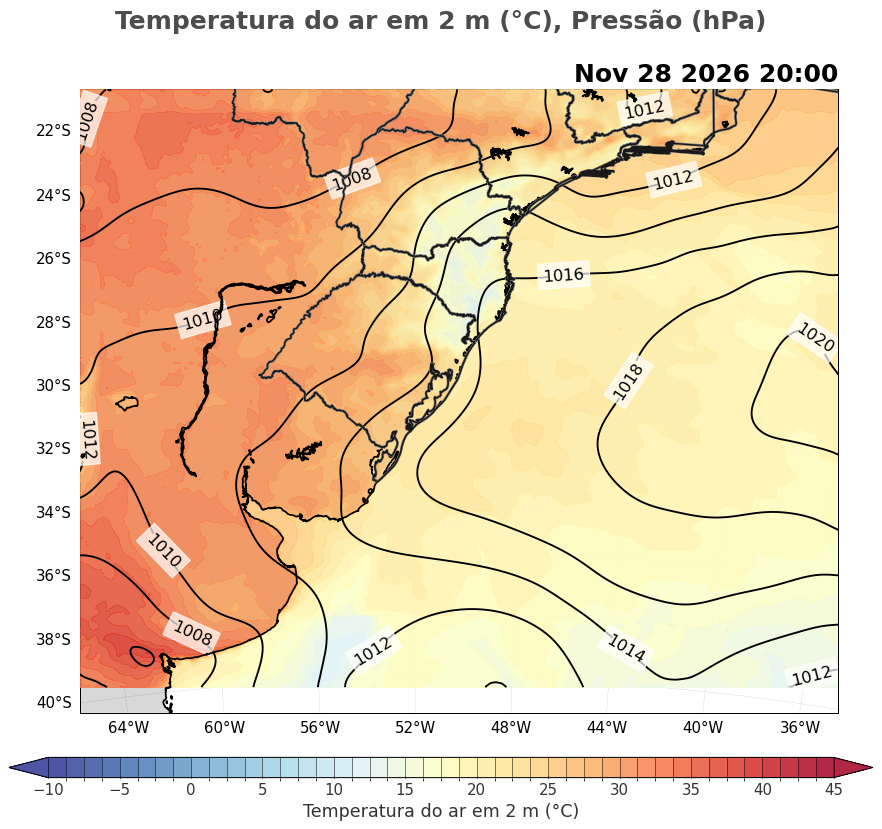 Temperatura do ar em 2 m (°C), Pressão (hPa)
Nov 28 2026 20:00
1008
1012
1008
1012
1016
1010
1020
1018
1012
1010
1008
1012
1014
1012
22°S
24°S
26°S
28°S
30°S
32°S
34°S
36°S
38°S
40°S
64°W 60°W 56°W 52°W 48°W 44°W 40°W 36°W
−10 −5 0 5 10 15 20 25 30 35 40 45
Temperatura do ar em 2 m (°C)